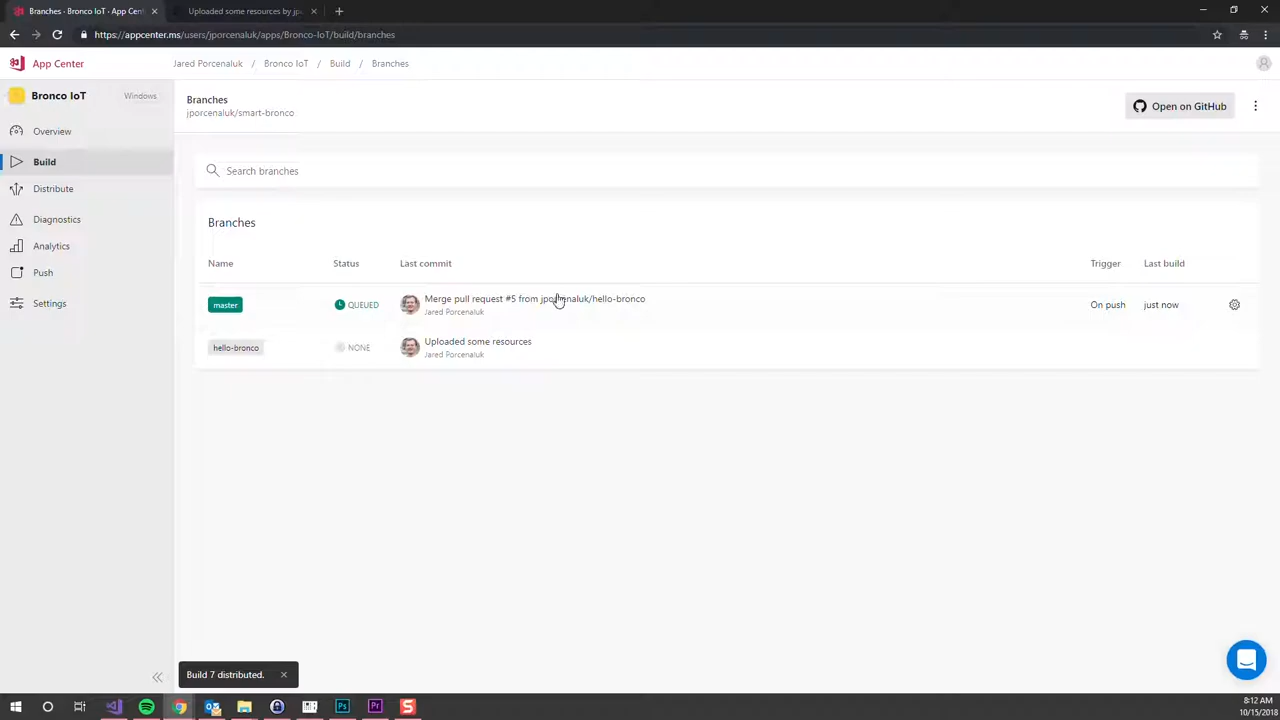 Branches · Bronco IoT · App Cent
Uploaded some resources by jp
https://appcenter.ms/users/jporcenaluk/apps/Bronco-IoT/build/branches
App Center
Jared Porcenaluk / Bronco IoT / Build / Branches
Bronco IoT
Windows
Overview
Build
Distribute
Diagnostics
Analytics
Push
Settings
Branches
jporcenaluk/smart-bronco
Open on GitHub
Search branches
Branches
Name Status Last commit Trigger Last build
master QUEUED Merge pull request #5 from jporcenaluk/hello-bronco On push just now
Jared Porcenaluk
hello-bronco NONE Uploaded some resources
Jared Porcenaluk
Build 7 distributed.
8:12 AM
10/15/2018